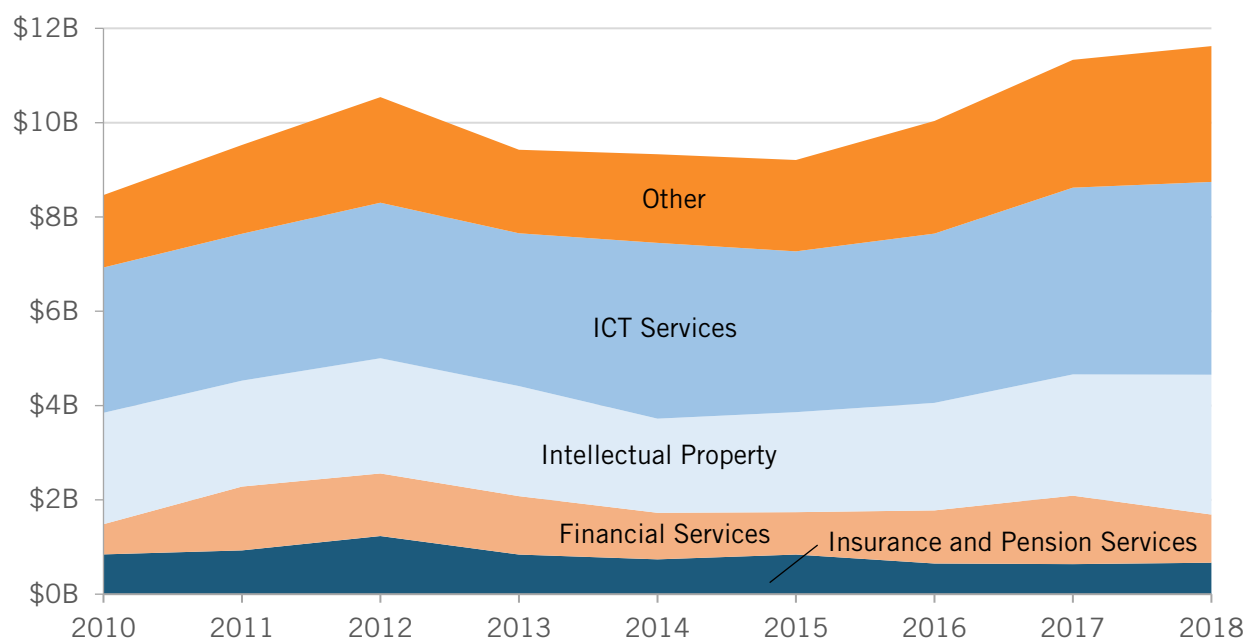 $12B
$10B
$8B
$6B
$4B
$2B
$0B
Other
ICT Services
Intellectual Property
Financial Services
Insurance and Pension Services
2010 2011 2012 2013 2014 2015 2016 2017 2018